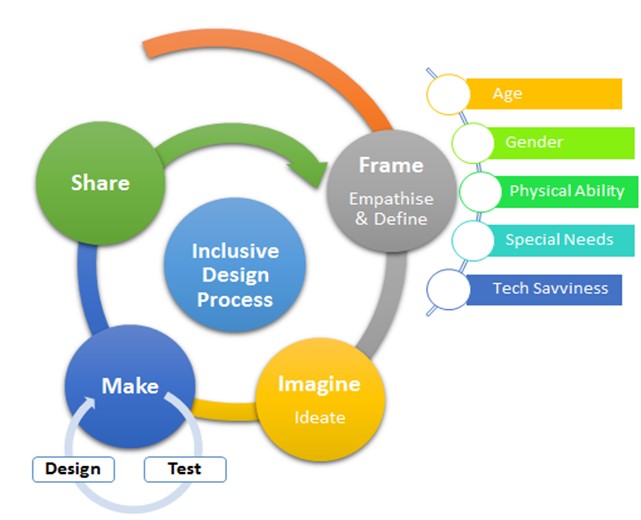 Share
Frame
Empathise
& Define
Age
Gender
Physical Ability
Special Needs
Tech Savviness
Inclusive
Design
Process
Imagine
Ideate
Make
Design
Test